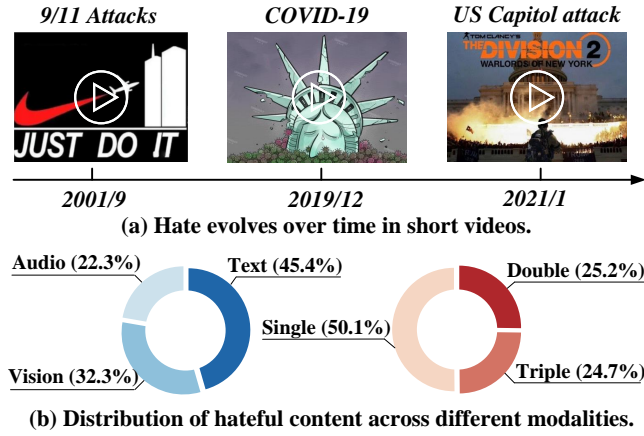 9/11 Attacks
COVID-19
US Capitol attack
JUST DO IT
TOM CLANCY'S
THE DIVISION 2
WARLORDS OF NEW YORK
2001/9
2019/12
2021/1
(a) Hate evolves over time in short videos.
Audio (22.3%)
Text (45.4%)
Vision (32.3%)
Double (25.2%)
Single (50.1%)
Triple (24.7%)
(b) Distribution of hateful content across different modalities.